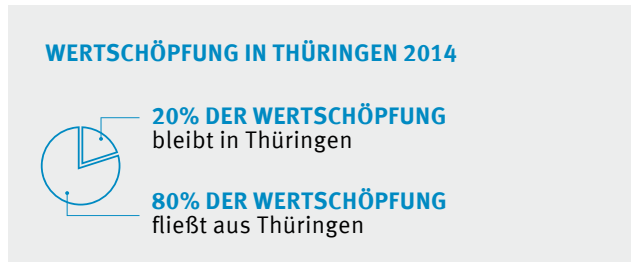 WERTSCHÖPFUNG IN THÜRINGEN 2014
20% DER WERTSCHÖPFUNG
bleibt in Thüringen
80% DER WERTSCHÖPFUNG
fließt aus Thüringen